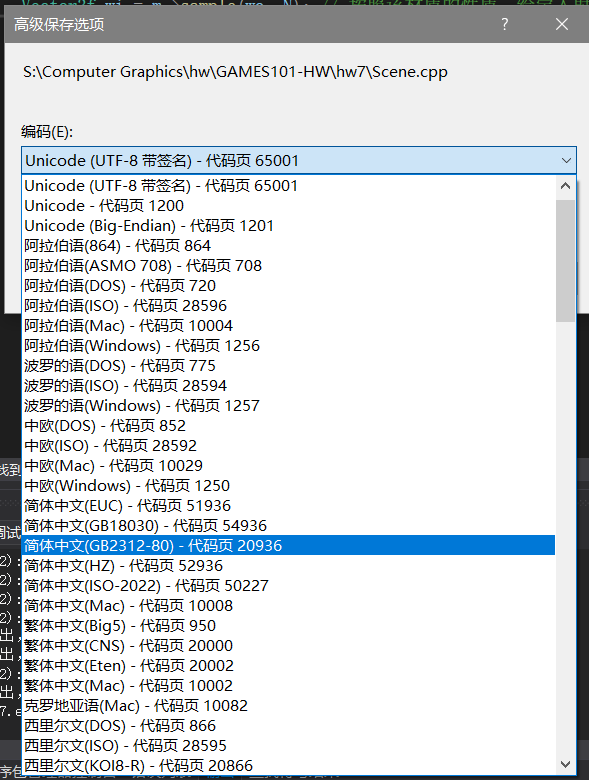 高级保存选项
?
S:\Computer Graphics\hw\GAMES101-HW\hw7\Scene.cpp
编码(E):
Unicode (UTF-8 带签名) - 代码页 65001
Unicode (UTF-8 带签名) - 代码页 65001
Unicode - 代码页 1200
Unicode (Big-Endian) - 代码页 1201
阿拉伯语(864) - 代码页 864
阿拉伯语(ASMO 708) - 代码页 708
阿拉伯语(DOS) - 代码页 720
阿拉伯语(ISO) - 代码页 28596
阿拉伯语(Mac) - 代码页 10004
阿拉伯语(Windows) - 代码页 1256
波罗的语(DOS) - 代码页 775
波罗的语(ISO) - 代码页 28594
波罗的语(Windows) - 代码页 1257
中欧(DOS) - 代码页 852
中欧(ISO) - 代码页 28592
中欧(Mac) - 代码页 10029
中欧(Windows) - 代码页 1250
简体中文(EUC) - 代码页 51936
简体中文(GB18030) - 代码页 54936
简体中文(GB2312-80) - 代码页 20936
简体中文(HZ) - 代码页 52936
简体中文(ISO-2022) - 代码页 50227
简体中文(Mac) - 代码页 10008
繁体中文(Big5) - 代码页 950
繁体中文(CNS) - 代码页 20000
繁体中文(Eten) - 代码页 20002
繁体中文(Mac) - 代码页 10002
克罗地亚语(Mac) - 代码页 10082
西里尔文(DOS) - 代码页 866
西里尔文(ISO) - 代码页 28595
西里尔文(KOI8-R) - 代码页 20866
找到
调试
2):
2):
2):
2):
出,
出,
2):
出,
7.e